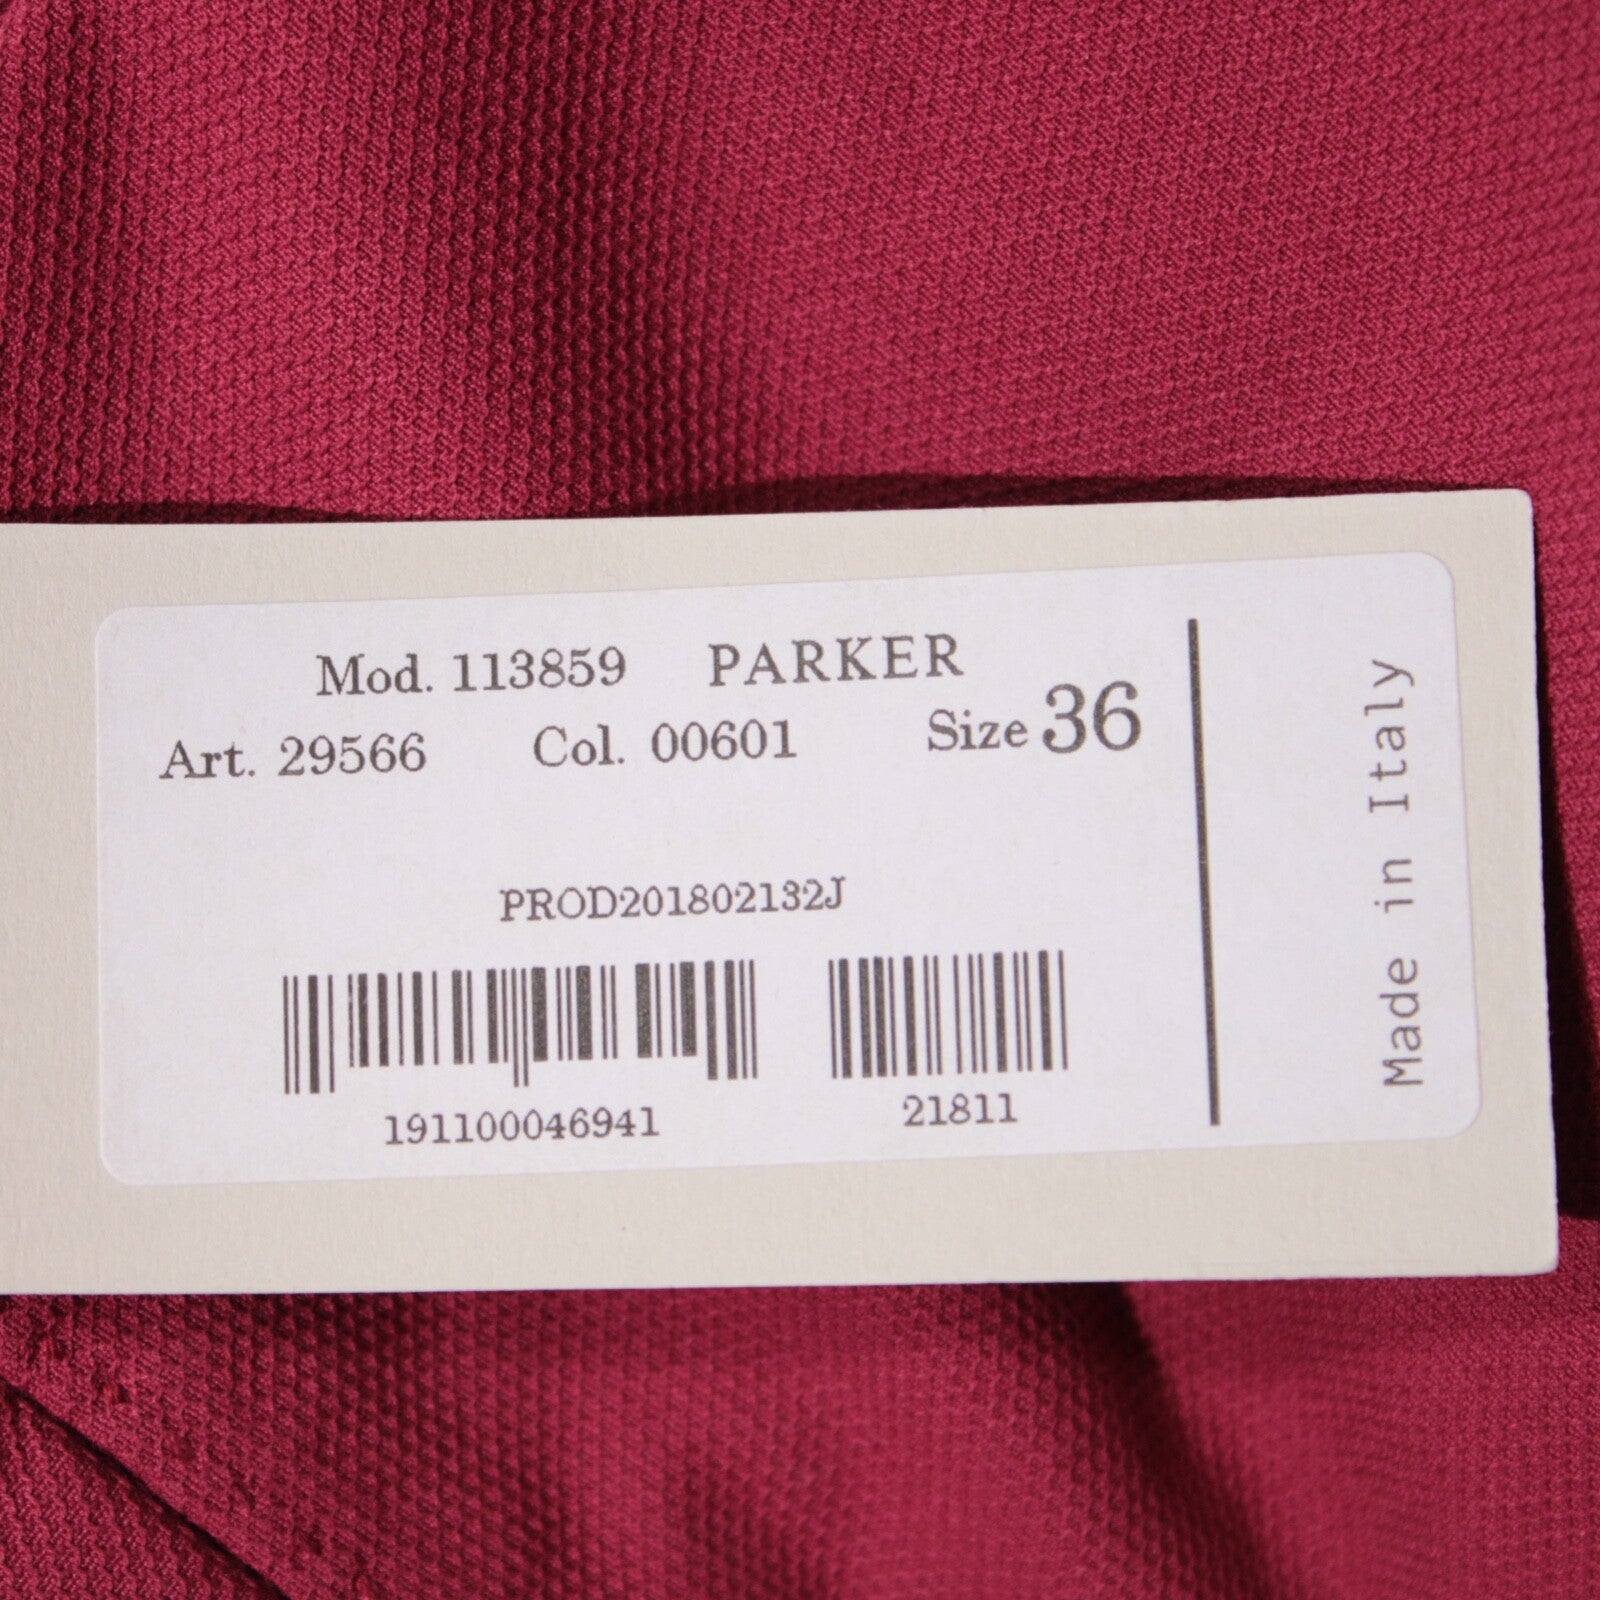 Mod. 113859 PARKER
Art. 29566 Col. 00601 Size 36
PROD201802132J
191100046941 21811
Made in Italy